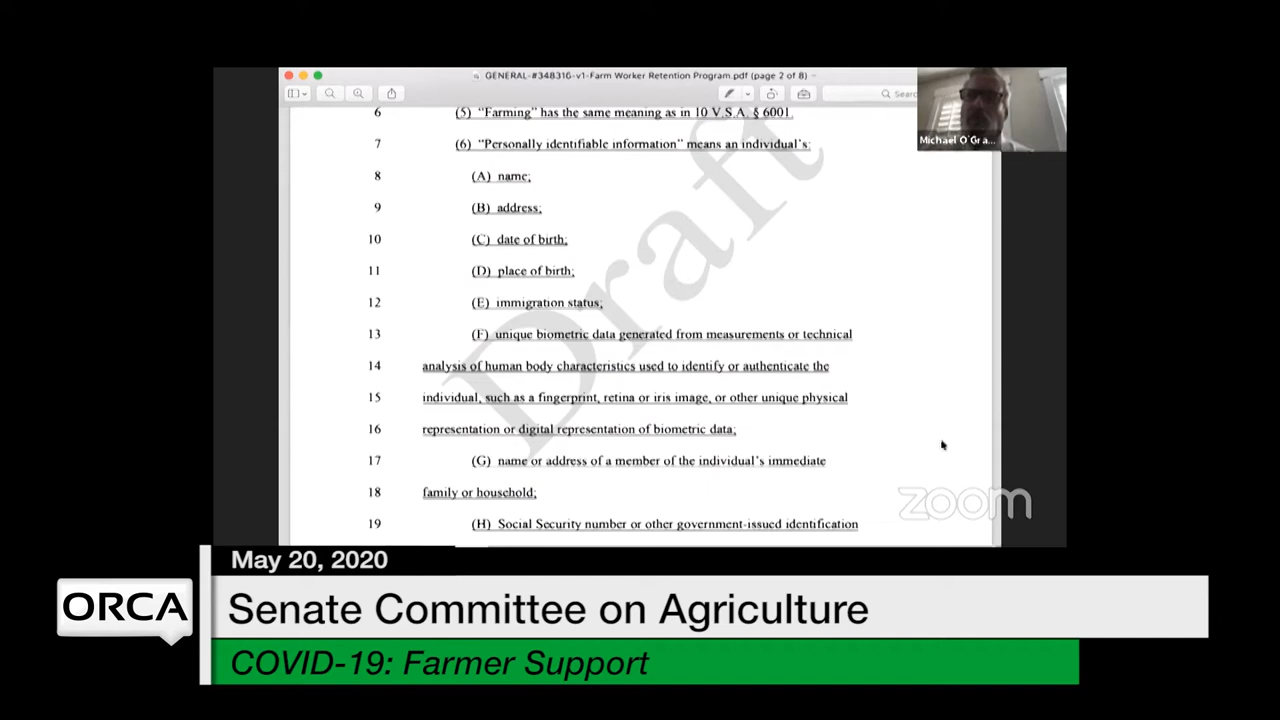 GENERAL-#348316-v1-Farm Worker Retention Program.pdf (page 2 of 8)
Searc
Michael O'Gra...
6 (5) “Farming” has the same meaning as in 10 V.S.A. § 6001.
7 (6) “Personally identifiable information” means an individual's:
8 (A) name;
9 (B) address;
10 (C) date of birth;
11 (D) place of birth;
12 (E) immigration status;
13 (F) unique biometric data generated from measurements or technical
14 analysis of human body characteristics used to identify or authenticate the
15 individual, such as a fingerprint, retina or iris image, or other unique physical
16 representation or digital representation of biometric data;
17 (G) name or address of a member of the individual's immediate
18 family or household;
19 (H) Social Security number or other government-issued identification
Draft
zoom
May 20, 2020
ORCA
Senate Committee on Agriculture
COVID-19: Farmer Support